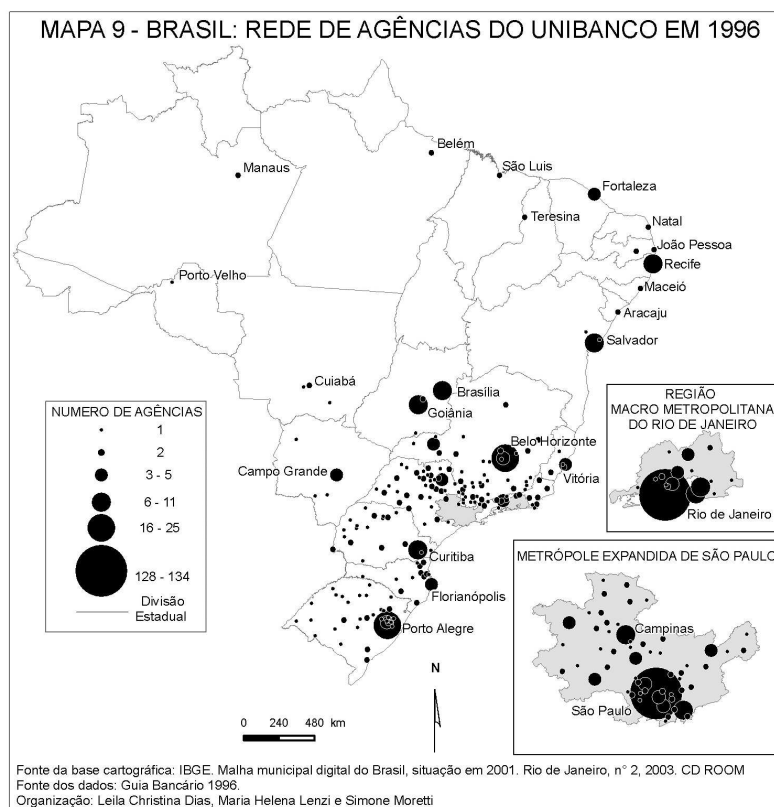 MAPA 9 - BRASIL: REDE DE AGÊNCIAS DO UNIBANCO EM 1996
Belém
Manaus
São Luis
Fortaleza
Teresina
Natal
João Pessoa
Recife
Porto Velho
Maceió
Aracaju
Salvador
Cuiabá
Brasília
Goiânia
Belo Horizonte
Campo Grande
Vitória
Curitiba
Florianópolis
Porto Alegre
NUMERO DE AGÊNCIAS
1
2
3 - 5
6 - 11
16 - 25
128 - 134
Divisão
Estadual
REGIÃO
MACRO METROPOLITANA
DO RIO DE JANEIRO
Rio de Janeiro
METRÓPOLE EXPANDIDA DE SÃO PAULO
Campinas
São Paulo
N
0 240 480 km
Fonte da base cartográfica: IBGE. Malha municipal digital do Brasil, situação em 2001. Rio de Janeiro, n° 2, 2003. CD ROOM
Fonte dos dados: Guia Bancário 1996.
Organização: Leila Christina Dias, Maria Helena Lenzi e Simone Moretti